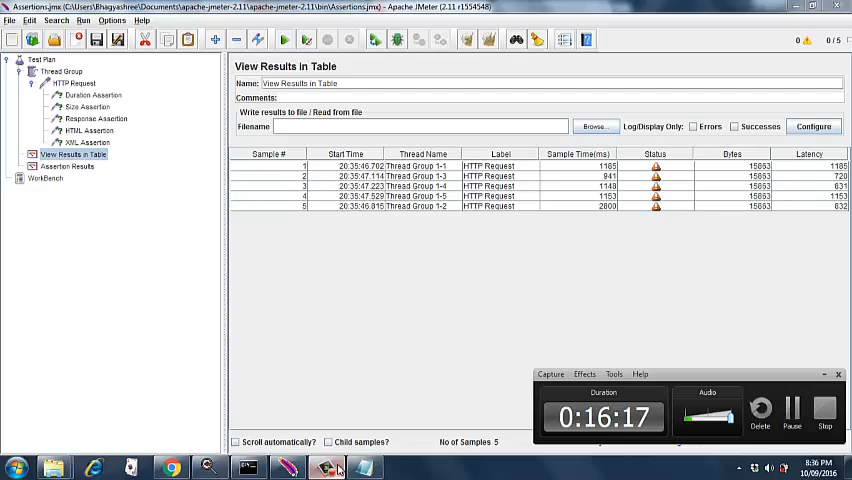 Assertions.jmx (C:\Users\Bhagyashree\Documents\apache-jmeter-2.11\apache-jmeter-2.11\bin\Assertions.jmx) - Apache JMeter (2.11 r1554548)
File Edit Search Run Options Help
0 0 / 5
Test Plan
Thread Group
HTTP Request
Duration Assertion
Size Assertion
Response Assertion
HTML Assertion
XML Assertion
View Results in Table
Assertion Results
WorkBench
View Results in Table
Name: View Results in Table
Comments:
Write results to file / Read from file
Filename Browse... Log/Display Only: Errors Successes Configure
Sample # Start Time Thread Name Label Sample Time(ms) Status Bytes Latency
1 20:35:46.702 Thread Group 1-1 HTTP Request 1185 15863 1185
2 20:35:47.114 Thread Group 1-3 HTTP Request 941 15863 720
3 20:35:47.223 Thread Group 1-4 HTTP Request 1148 15863 831
4 20:35:47.529 Thread Group 1-5 HTTP Request 1153 15863 1153
5 20:35:46.815 Thread Group 1-2 HTTP Request 2800 15863 832
Capture Effects Tools Help
Duration Audio
0:16:17
Delete Pause Stop
Scroll automatically? Child samples? No of Samples 5
8:36 PM
10/09/2016